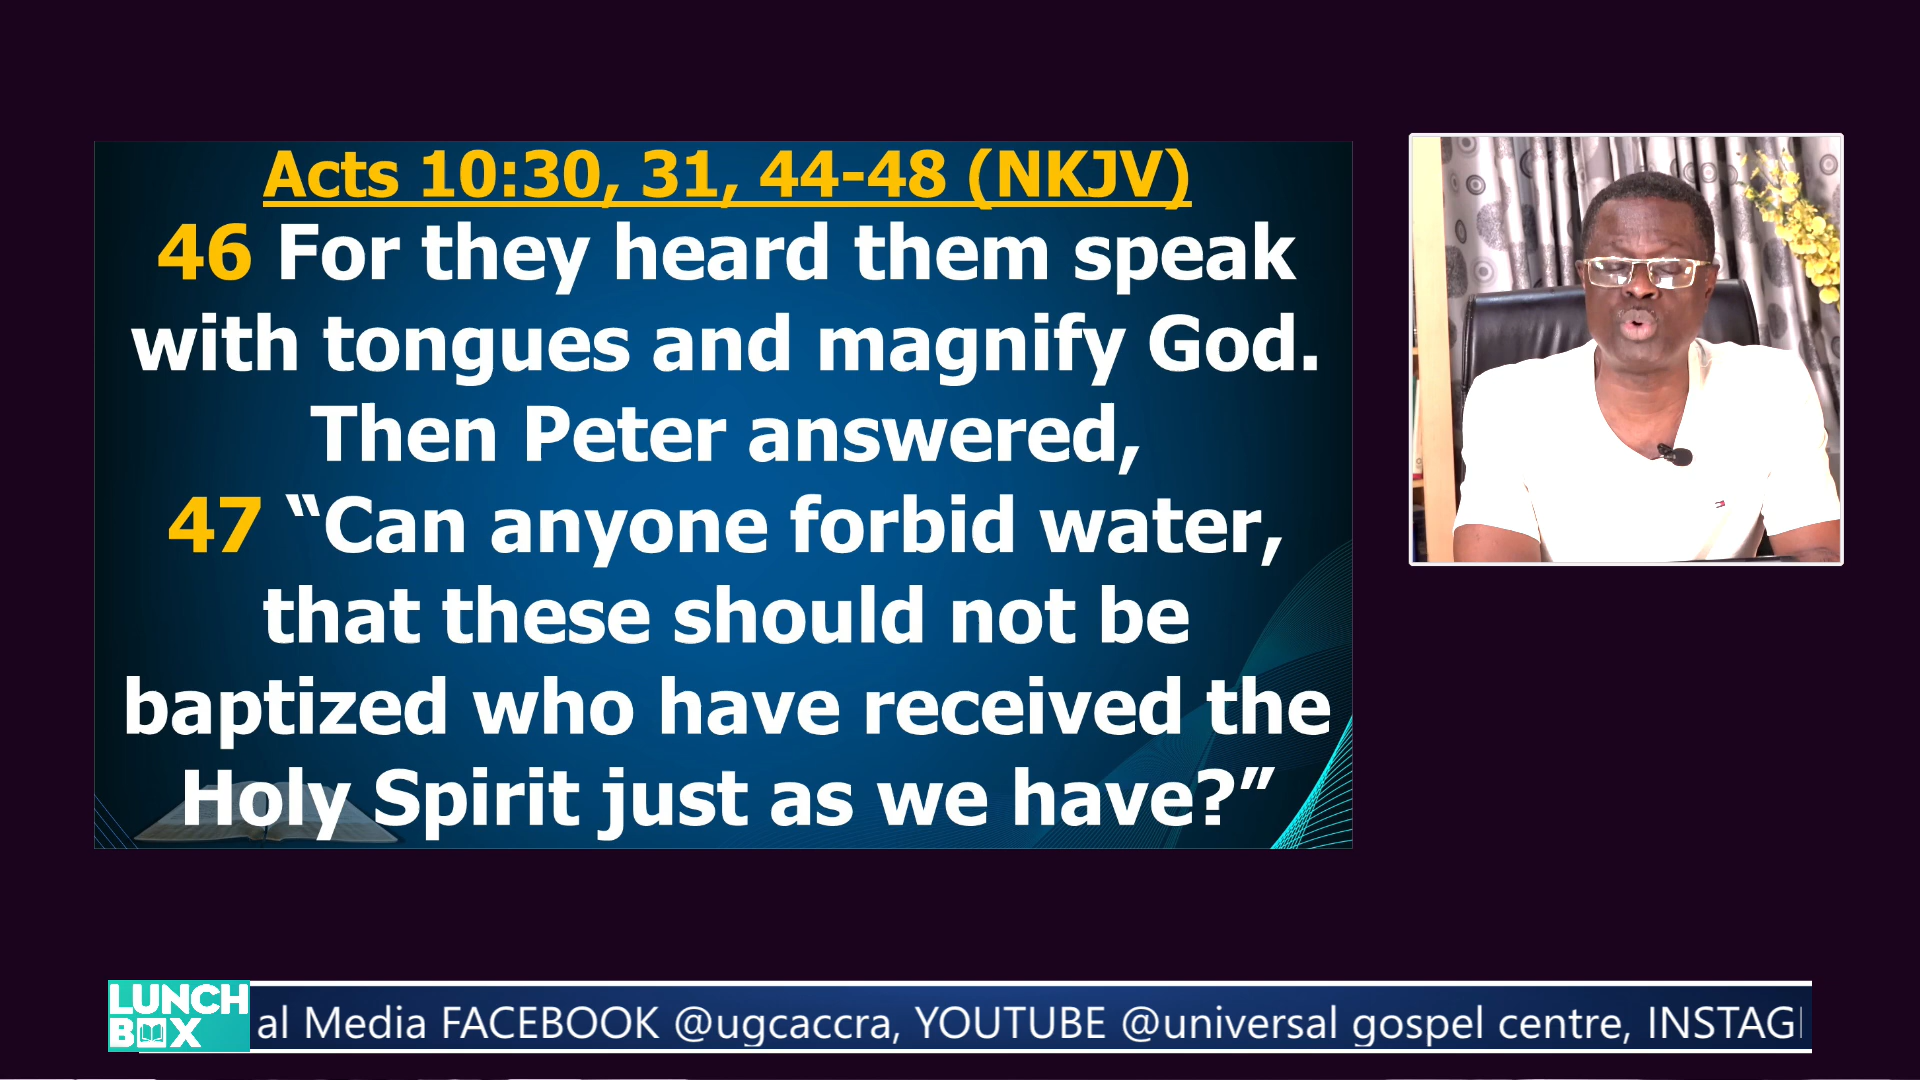 Acts 10:30, 31, 44-48 (NKJV)
46 For they heard them speak
with tongues and magnify God.
Then Peter answered,
47 “Can anyone forbid water,
that these should not be
baptized who have received the
Holy Spirit just as we have?”
LUNCH
BOX
al Media FACEBOOK @ugcaccra, YOUTUBE @universal gospel centre, INSTAG